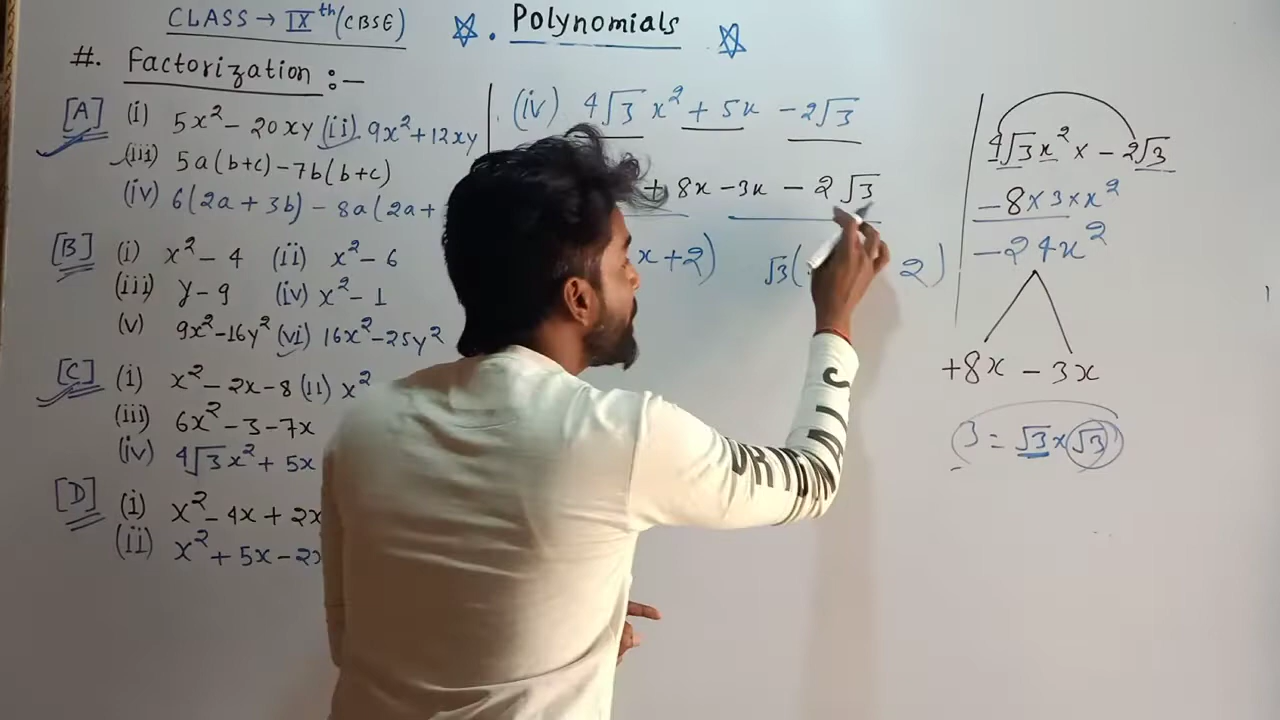 CLASS → IXth (CBSE)
Polynomials
#. Factorization :—
[A] (i) 5x² - 20xy (ii). 9x² + 12xy
(iii) 5a(b+c) - 7b(b+c)
(iv) 6(2a + 3b) - 8a(2a +
[B] (i) x² - 4 (ii) x² - 6
(iii) y - 9 (iv) x² - 1
(v) 9x² - 16y² (vi) 16x² - 25y²
[C] (i) x² - 2x - 8 (ii) x²
(iii) 6x² - 3 - 7x
(iv) 4√3x² + 5x
[D] (i) x² - 4x + 2x
(ii) x² + 5x - 2x
(iv) 4√3 x² + 5x - 2√3
+ 8x - 3x - 2√3
x + 2) √3( 2)
4√3x² × - 2√3
-8×3×x²
-24x²
+8x - 3x
3 = √3×√3
ORIGINALS